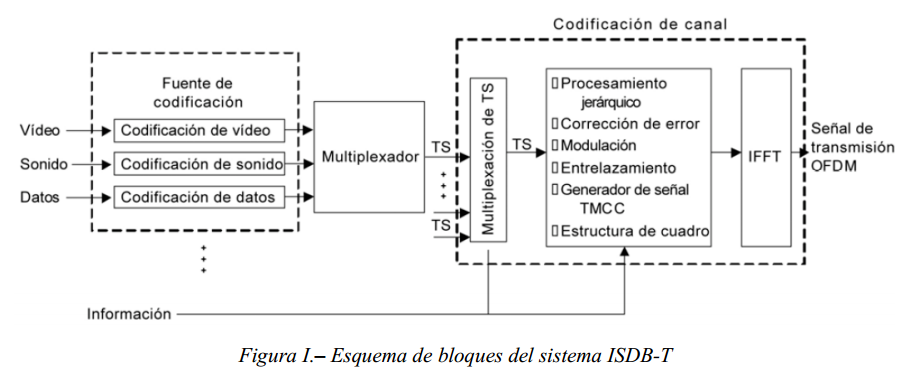 Codificación de canal
Fuente de
codificación
Vídeo
Codificación de vídeo
Sonido
Codificación de sonido
Datos
Codificación de datos
Multiplexador
TS
TS
Multiplexación de TS
TS
Procesamiento
jerárquico
Corrección de error
Modulación
Entrelazamiento
Generador de señal
TMCC
Estructura de cuadro
IFFT
Señal de
transmisión
OFDM
Información
Figura I.– Esquema de bloques del sistema ISDB-T